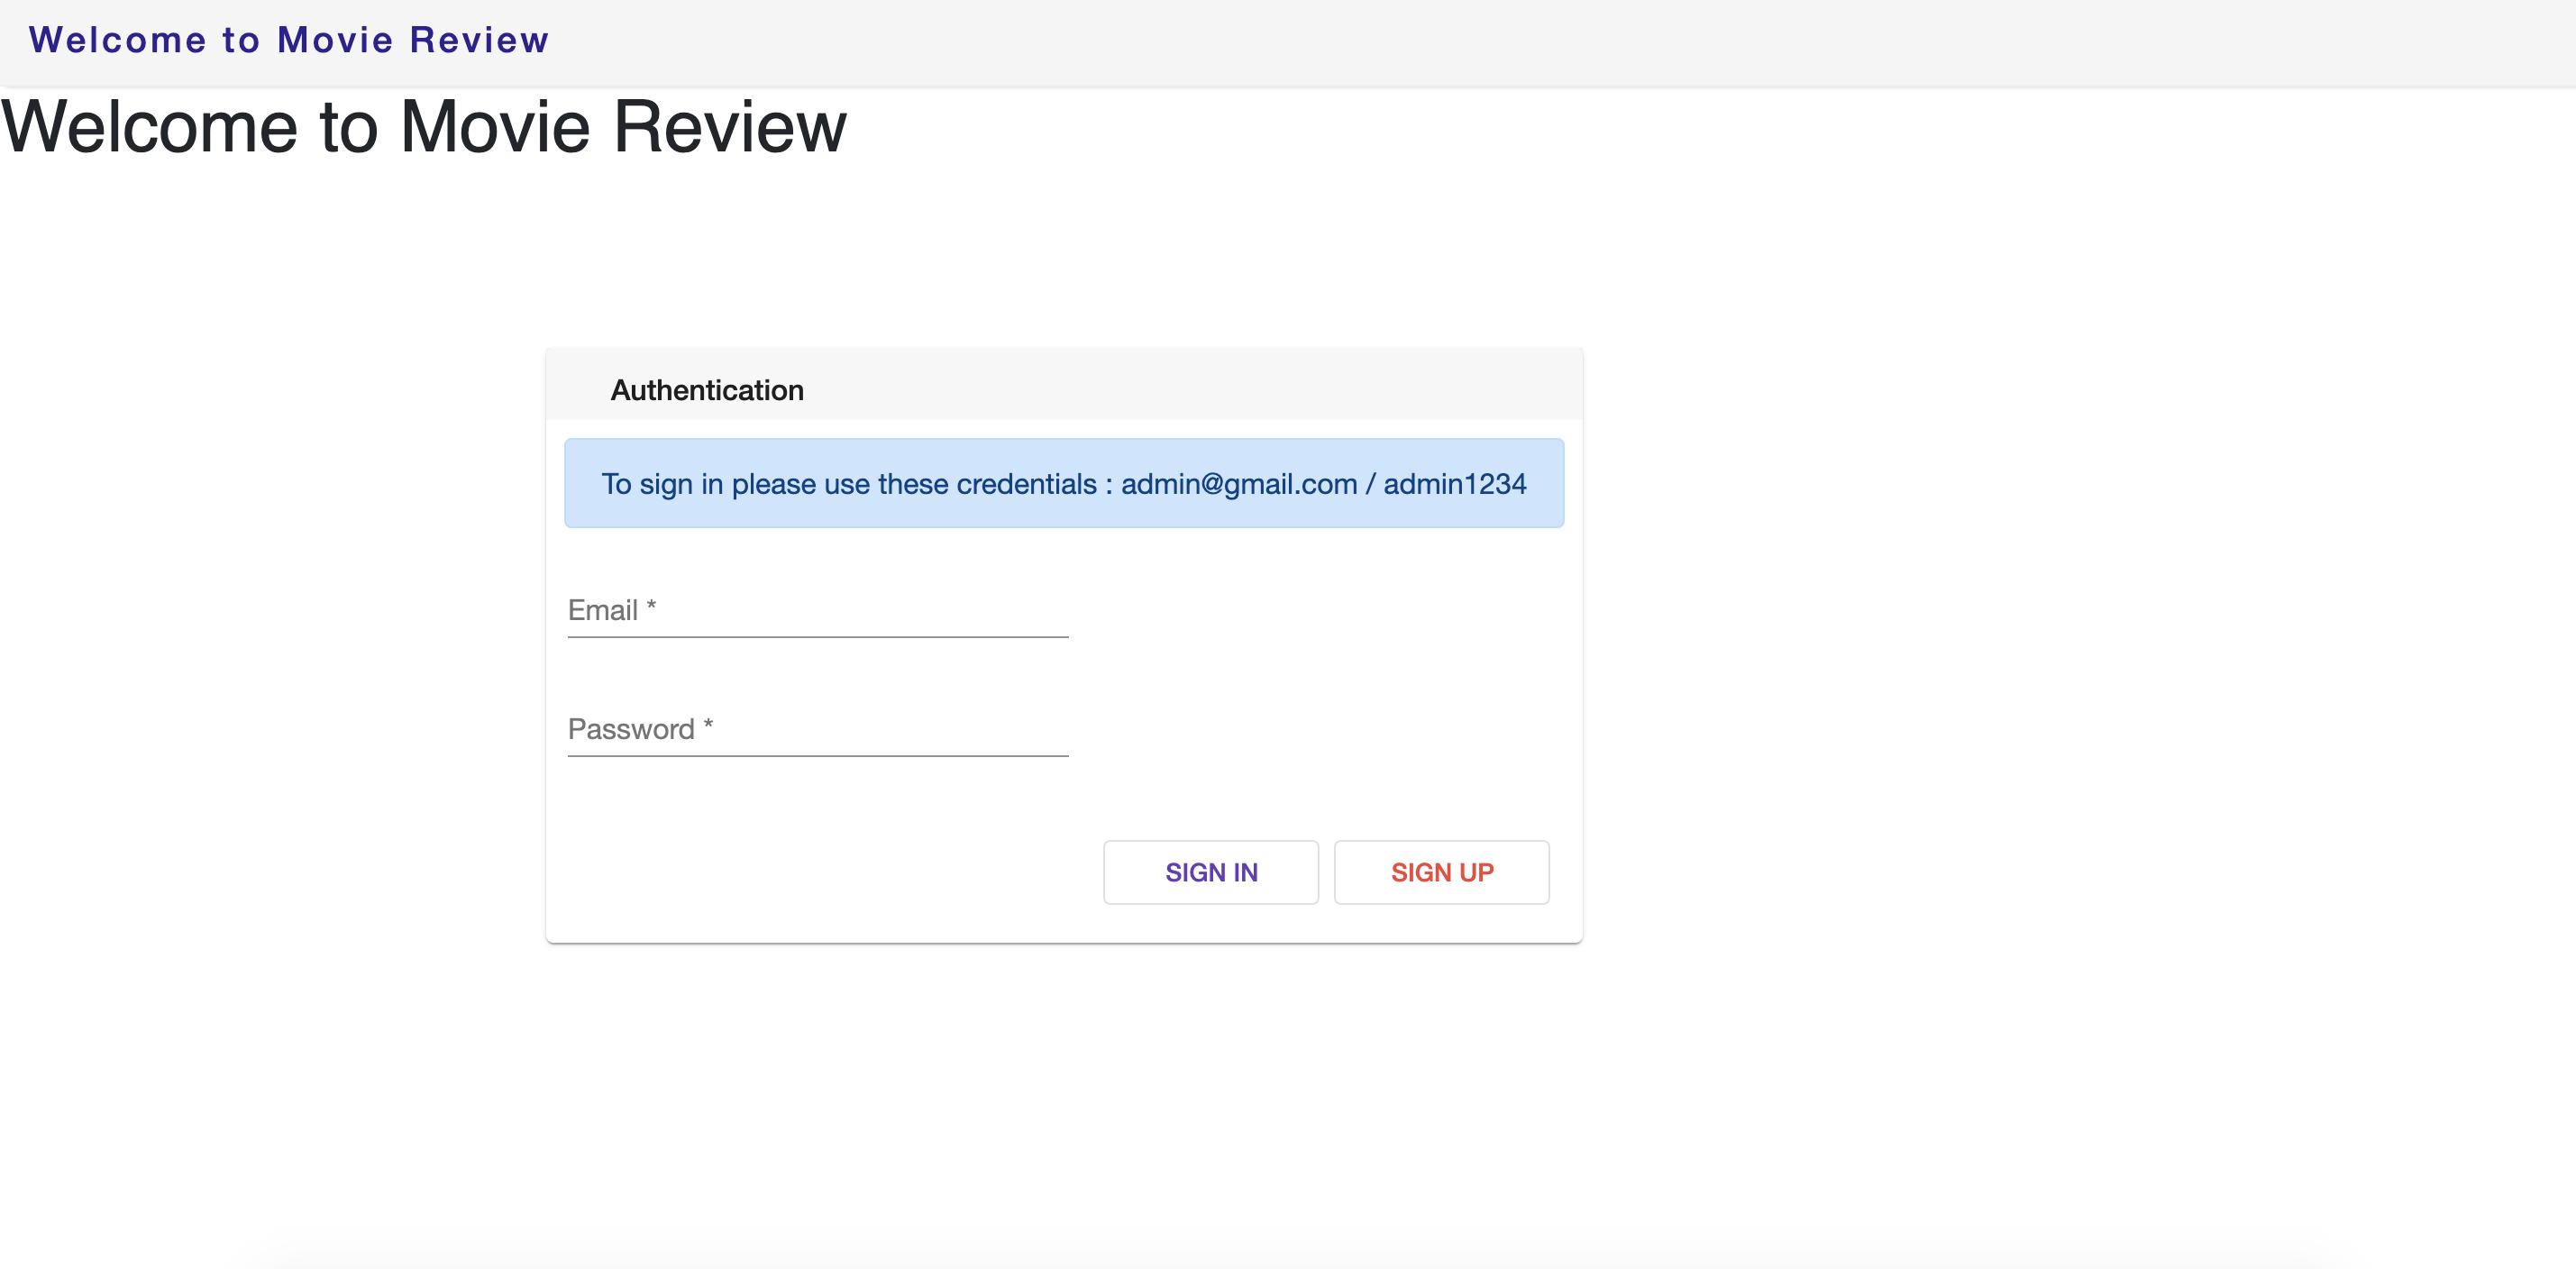 Welcome to Movie Review
Welcome to Movie Review
Authentication
To sign in please use these credentials : admin@gmail.com / admin1234
Email *
Password *
SIGN IN
SIGN UP